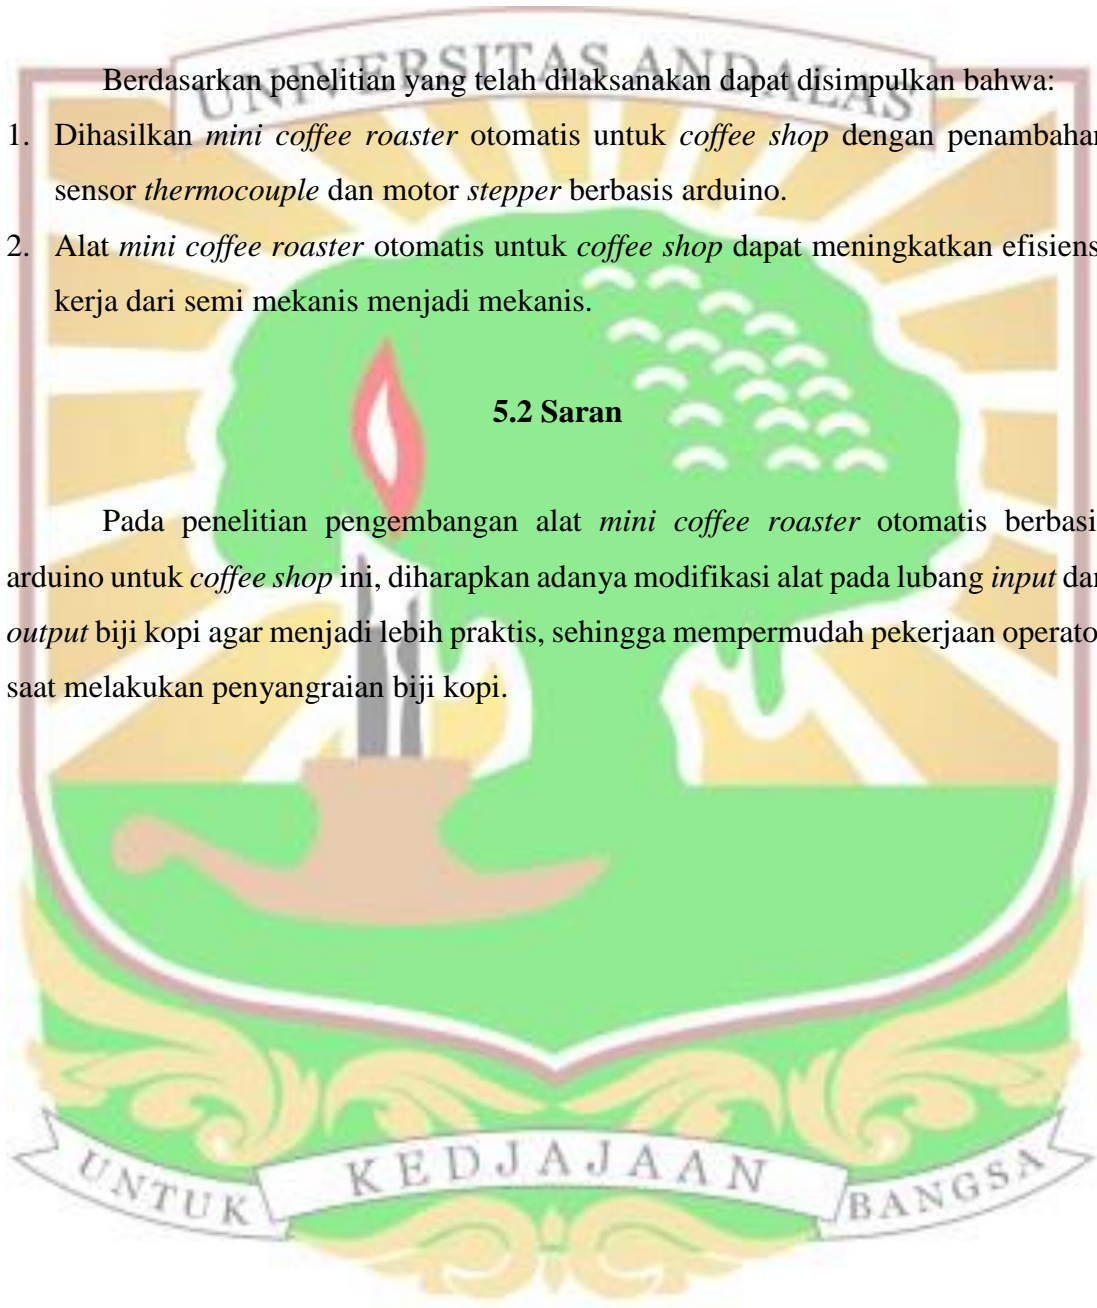 UNIVERSITAS ANDALAS
Berdasarkan penelitian yang telah dilaksanakan dapat disimpulkan bahwa:
1. Dihasilkan mini coffee roaster otomatis untuk coffee shop dengan penambahan
sensor thermocouple dan motor stepper berbasis arduino.
2. Alat mini coffee roaster otomatis untuk coffee shop dapat meningkatkan efisiens
kerja dari semi mekanis menjadi mekanis.
5.2 Saran
Pada penelitian pengembangan alat mini coffee roaster otomatis berbasi
arduino untuk coffee shop ini, diharapkan adanya modifikasi alat pada lubang input dan
output biji kopi agar menjadi lebih praktis, sehingga mempermudah pekerjaan operato
saat melakukan penyangraian biji kopi.
UNTUK KEDJAJAAN BANGSA